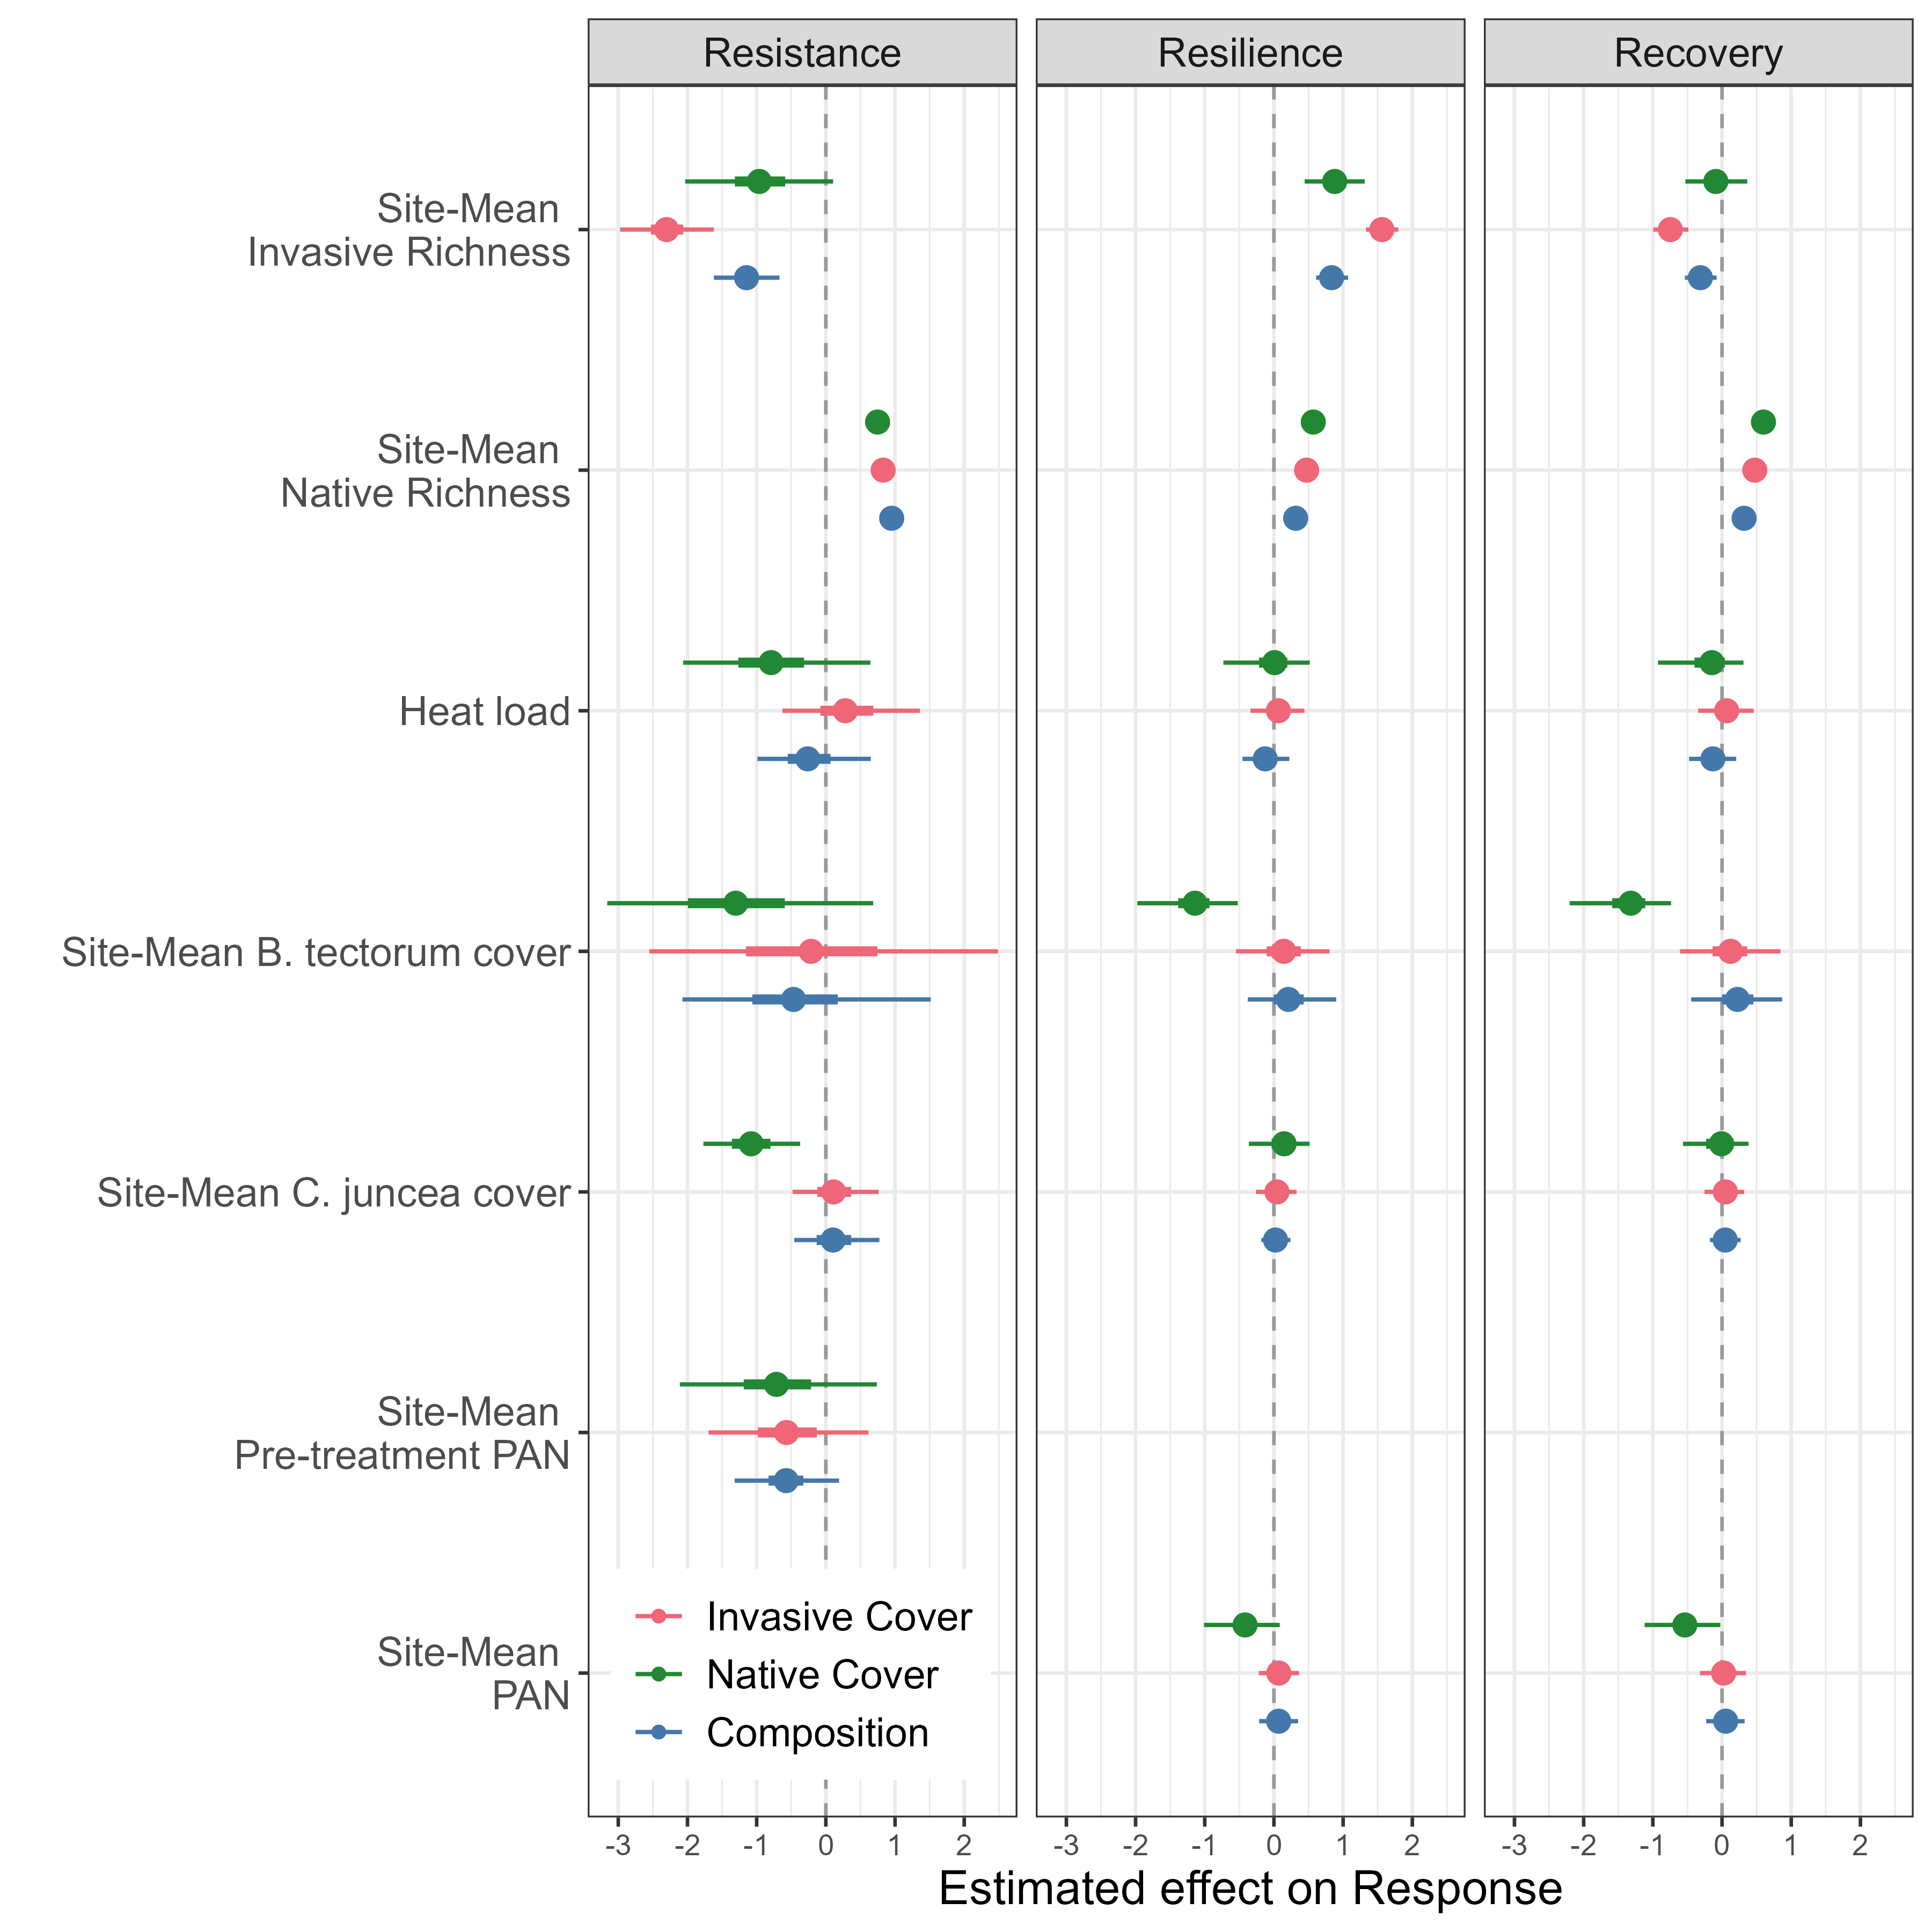 Resistance
Resilience
Recovery
Site-Mean
Invasive Richness
Site-Mean
Native Richness
Heat load
Site-Mean B. tectorum cover
Site-Mean C. juncea cover
Site-Mean
Pre-treatment PAN
Site-Mean
PAN
Invasive Cover
Native Cover
Composition
-3 -2 -1 0 1 2
-3 -2 -1 0 1 2
-3 -2 -1 0 1 2
Estimated effect on Response